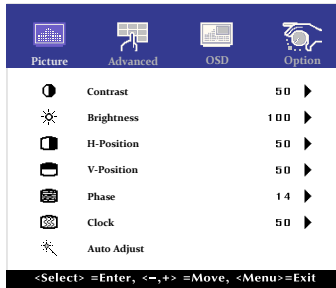 Picture Advanced OSD Option
Contrast 50
Brightness 100
H-Position 50
V-Position 50
Phase 14
Clock 50
Auto Adjust
<Select> =Enter, <−,+> =Move, <Menu>=Exit